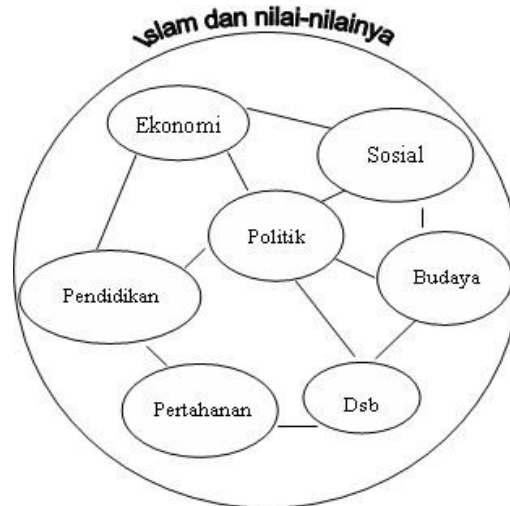 Islam dan nilai-nilainya
Ekonomi
Sosial
Politik
Budaya
Pendidikan
Pertahanan
Dsb